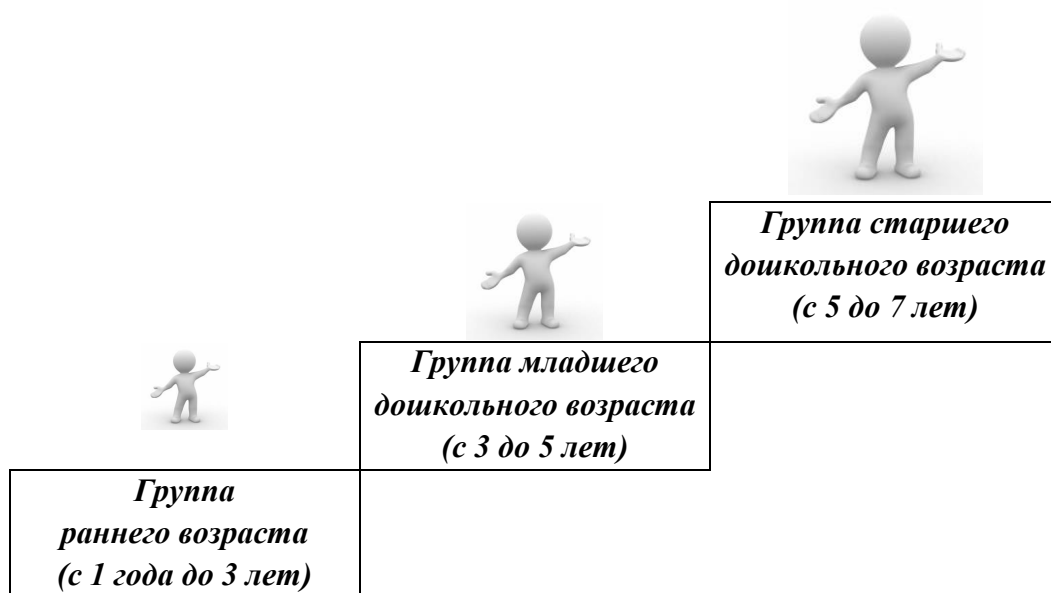 Группа старшего
дошкольного возраста
(с 5 до 7 лет)
Группа младшего
дошкольного возраста
(с 3 до 5 лет)
Группа
раннего возраста
(с 1 года до 3 лет)